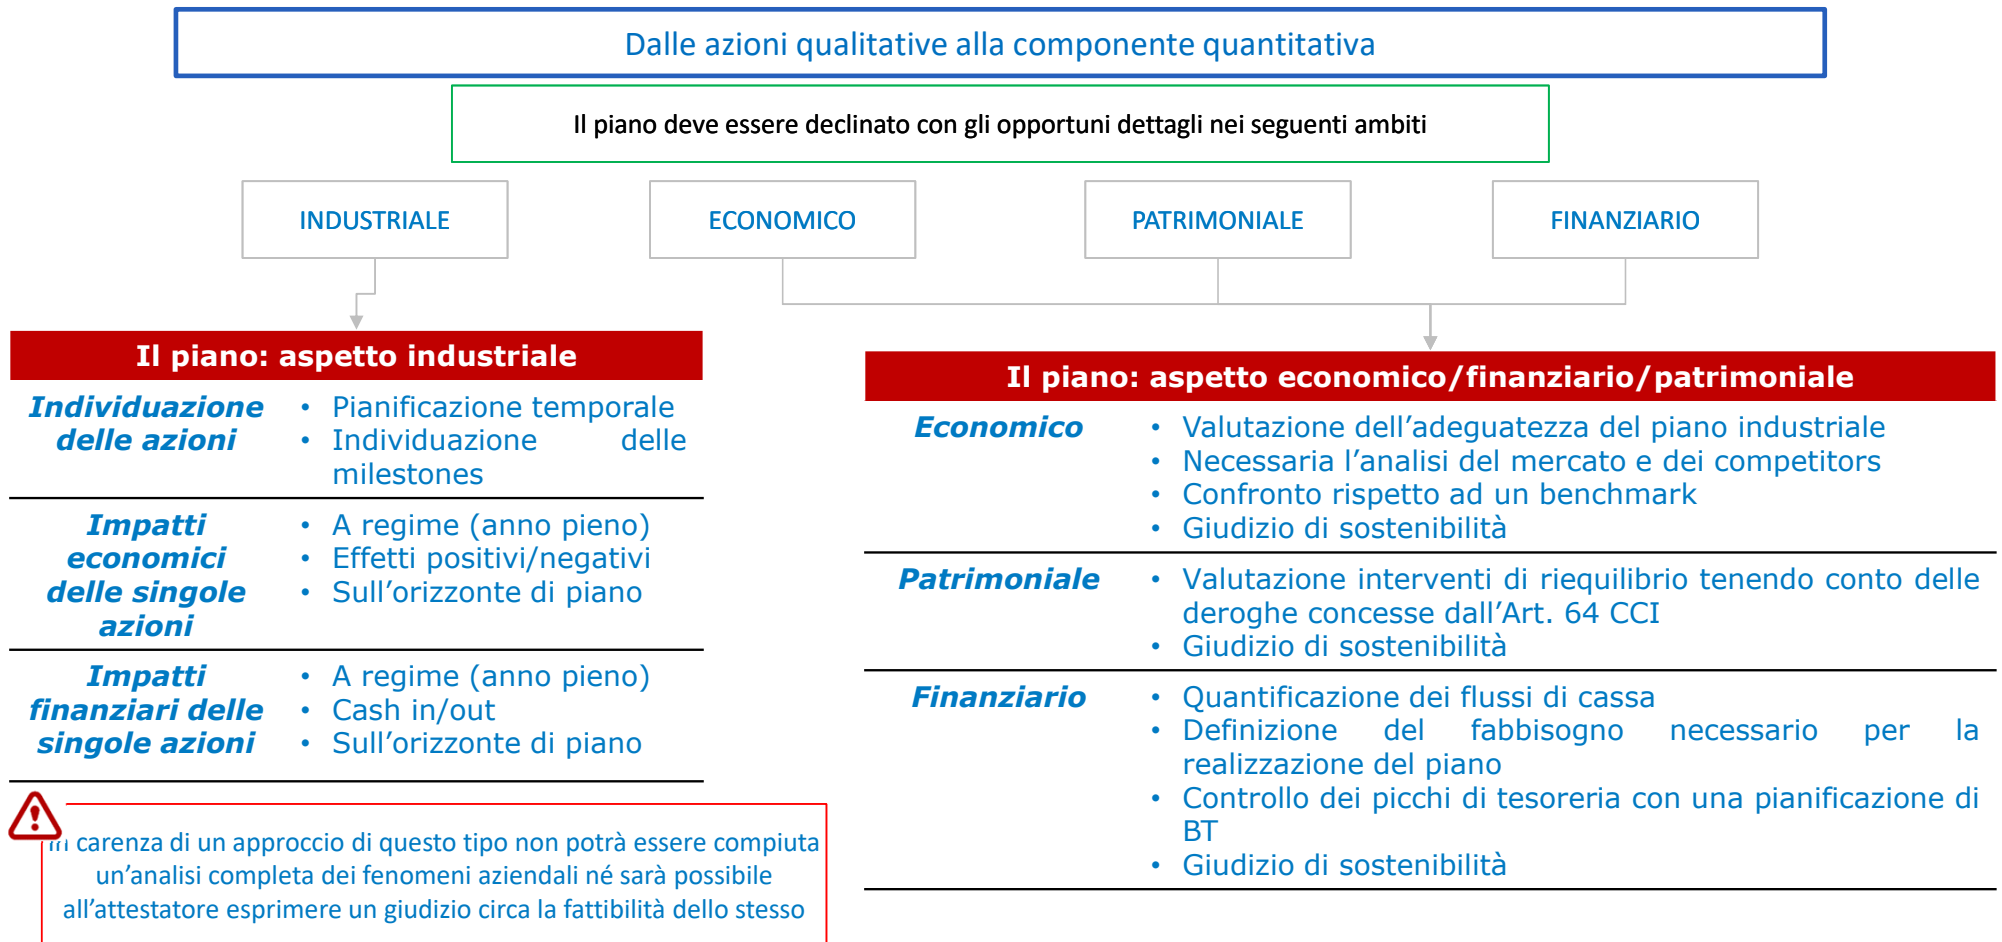 Dalle azioni qualitative alla componente quantitativa
Il piano deve essere declinato con gli opportuni dettagli nei seguenti ambiti
INDUSTRIALE
ECONOMICO
PATRIMONIALE
FINANZIARIO
Il piano: aspetto industriale
Individuazione
delle azioni
• Pianificazione temporale
• Individuazione delle
milestones
Impatti
economici
delle singole
azioni
• A regime (anno pieno)
• Effetti positivi/negativi
• Sull’orizzonte di piano
Impatti
finanziari delle
singole azioni
• A regime (anno pieno)
• Cash in/out
• Sull’orizzonte di piano
In carenza di un approccio di questo tipo non potrà essere compiuta
un’analisi completa dei fenomeni aziendali né sarà possibile
all’attestatore esprimere un giudizio circa la fattibilità dello stesso
Il piano: aspetto economico/finanziario/patrimoniale
Economico
• Valutazione dell’adeguatezza del piano industriale
• Necessaria l’analisi del mercato e dei competitors
• Confronto rispetto ad un benchmark
• Giudizio di sostenibilità
Patrimoniale
• Valutazione interventi di riequilibrio tenendo conto delle
deroghe concesse dall’Art. 64 CCI
• Giudizio di sostenibilità
Finanziario
• Quantificazione dei flussi di cassa
• Definizione del fabbisogno necessario per la
realizzazione del piano
• Controllo dei picchi di tesoreria con una pianificazione di
BT
• Giudizio di sostenibilità